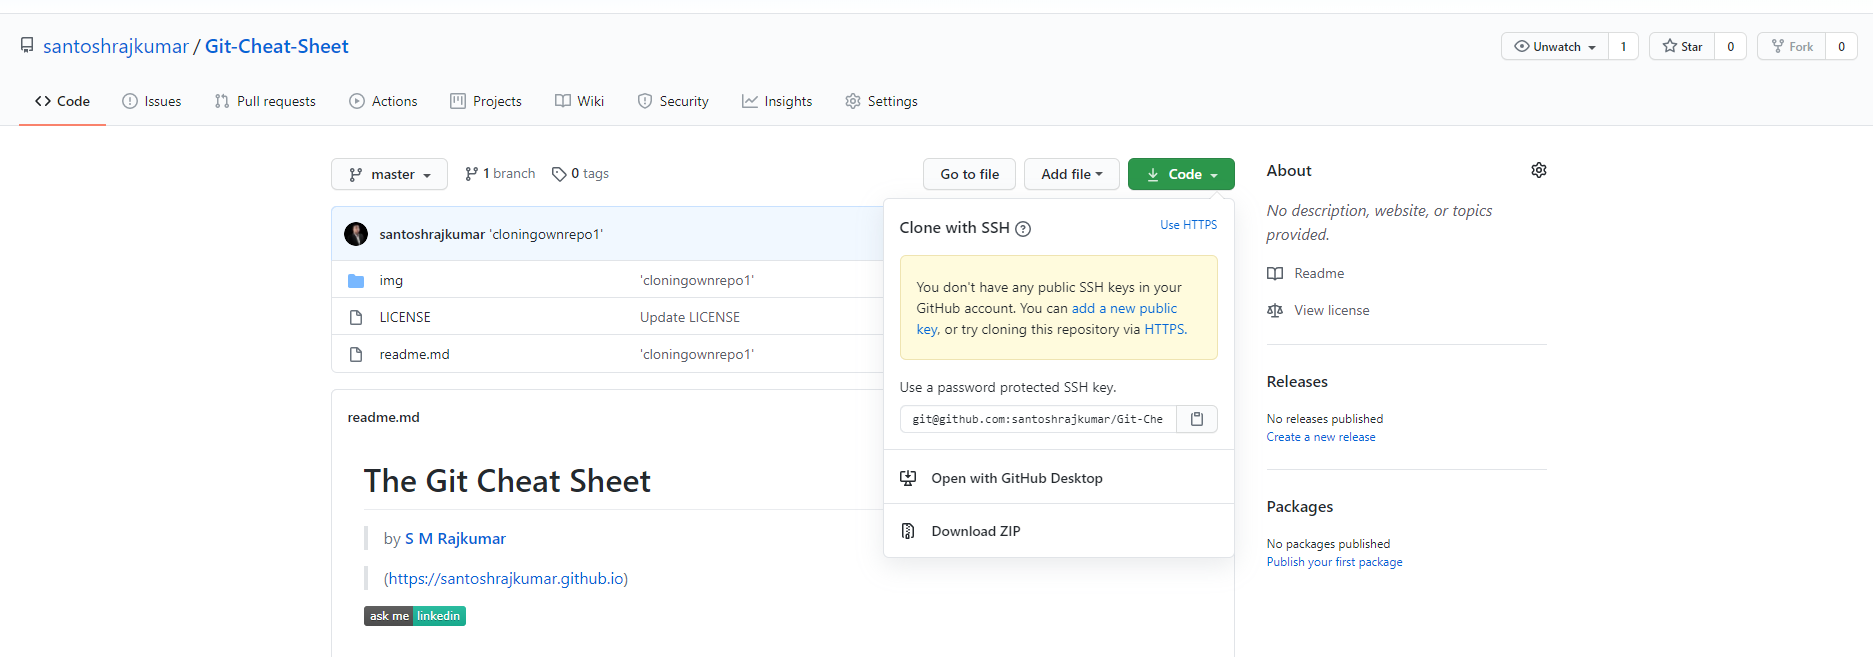 santoshrajkumar / Git-Cheat-Sheet
Unwatch 1 Star 0 Fork 0
Code Issues Pull requests Actions Projects Wiki Security Insights Settings
master 1 branch 0 tags Go to file Add file Code
santoshrajkumar 'cloningownrepo1'
img 'cloningownrepo1'
LICENSE Update LICENSE
readme.md 'cloningownrepo1'
Clone with SSH Use HTTPS
You don't have any public SSH keys in your
GitHub account. You can add a new public
key, or try cloning this repository via HTTPS.
Use a password protected SSH key.
git@github.com:santoshrajkumar/Git-Che
Open with GitHub Desktop
Download ZIP
readme.md
The Git Cheat Sheet
by S M Rajkumar
(https://santoshrajkumar.github.io)
ask me linkedin
About
No description, website, or topics
provided.
Readme
View license
Releases
No releases published
Create a new release
Packages
No packages published
Publish your first package